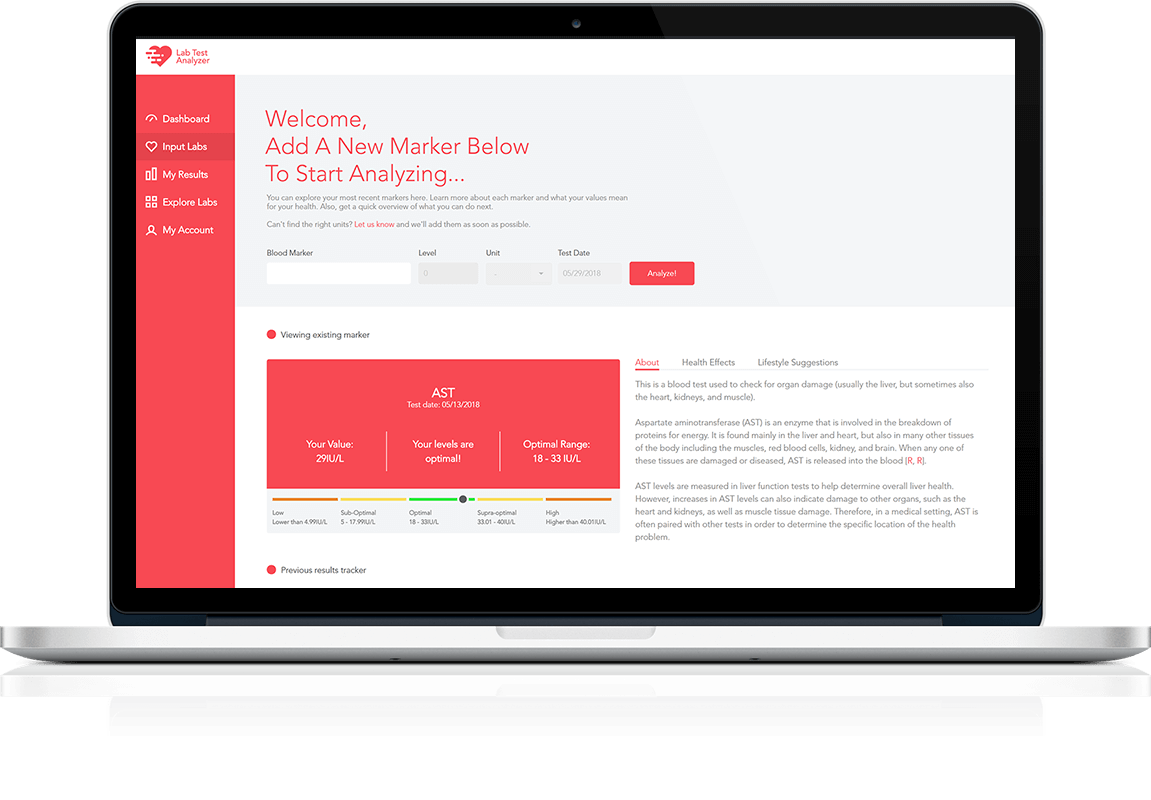 Lab Test
Analyzer
Dashboard
Input Labs
My Results
Explore Labs
My Account
Welcome,
Add A New Marker Below
To Start Analyzing...
You can explore your most recent markers here. Learn more about each marker and what your values mean
for your health. Also, get a quick overview of what you can do next.
Can't find the right units? Let us know and we'll add them as soon as possible.
Blood Marker
Level
Unit
Test Date
0
-
05/29/2018
Analyze!
Viewing existing marker
AST
Test date: 05/13/2018
Your Value:
29IU/L
Your levels are
optimal!
Optimal Range:
18 - 33 IU/L
Low
Lower than 4.99IU/L
Sub-Optimal
5 - 17.99IU/L
Optimal
18 - 33IU/L
Supra-optimal
33.01 - 40IU/L
High
Higher than 40.01IU/L
About
Health Effects
Lifestyle Suggestions
This is a blood test used to check for organ damage (usually the liver, but sometimes also
the heart, kidneys, and muscle).
Aspartate aminotransferase (AST) is an enzyme that is involved in the breakdown of
proteins for energy. It is found mainly in the liver and heart, but also in many other tissues
of the body including the muscles, red blood cells, kidney, and brain. When any one of
these tissues are damaged or diseased, AST is released into the blood [R, R].
AST levels are measured in liver function tests to help determine overall liver health.
However, increases in AST levels can also indicate damage to other organs, such as the
heart and kidneys, as well as muscle tissue damage. Therefore, in a medical setting, AST is
often paired with other tests in order to determine the specific location of the health
problem.
Previous results tracker